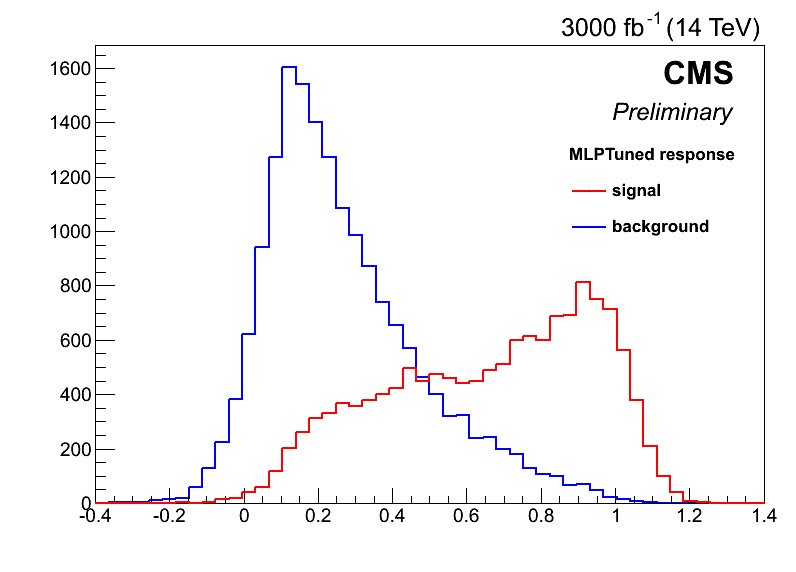 3000 fb-1 (14 TeV)
CMS
Preliminary
MLPTuned response
signal
background
1600
1400
1200
1000
800
600
400
200
0
-0.4 -0.2 0 0.2 0.4 0.6 0.8 1 1.2 1.4